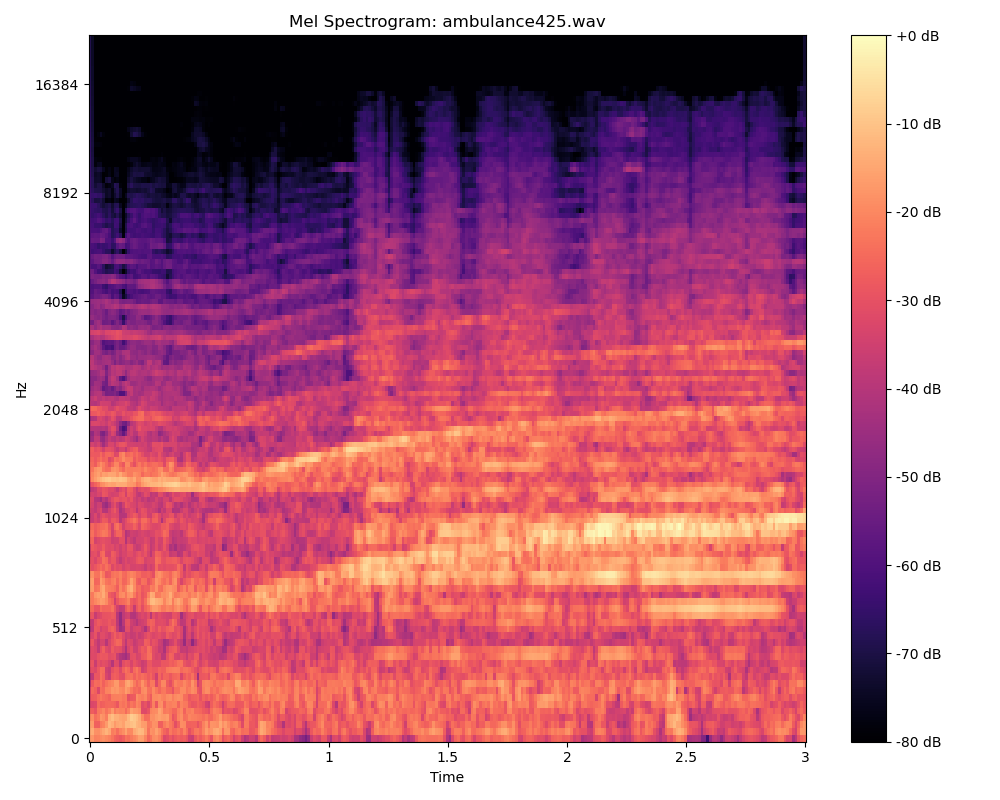 Mel Spectrogram: ambulance425.wav
+0 dB
16384
-10 dB
-20 dB
8192
-30 dB
4096
Hz
-40 dB
2048
-50 dB
1024
-60 dB
512
-70 dB
0
-80 dB
0 0.5 1 1.5 2 2.5 3
Time